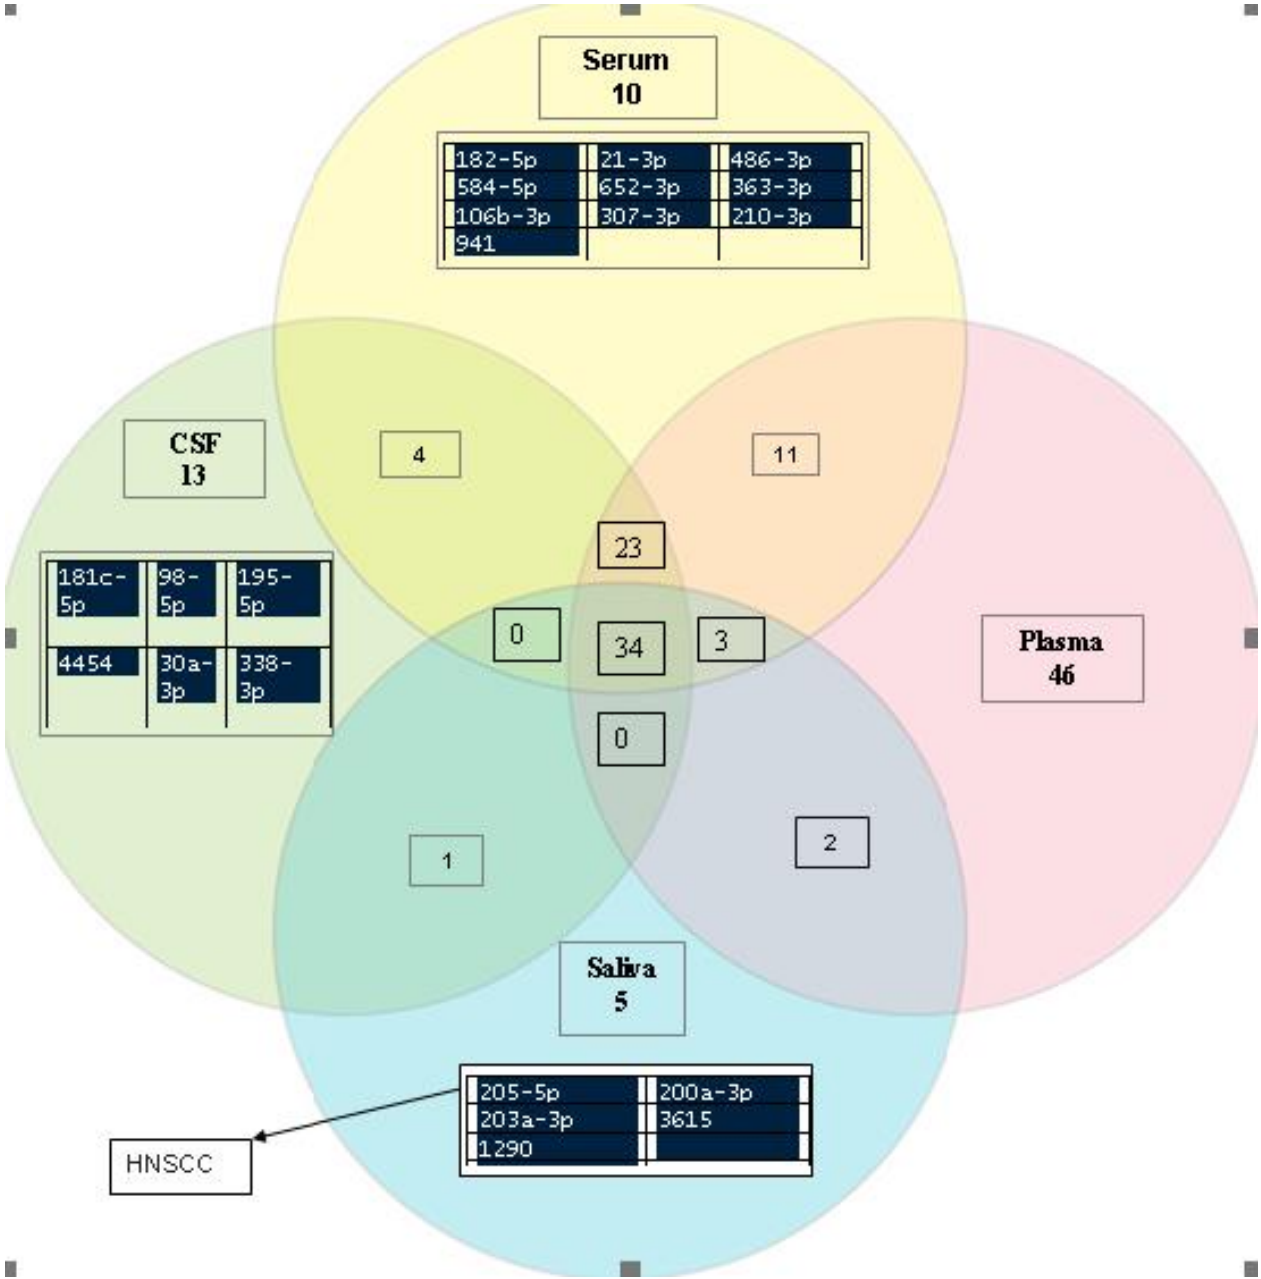 Serum
10
182-5p 21-3p 486-3p
584-5p 652-3p 363-3p
106b-3p 307-3p 210-3p
941
CSF
13
4
11
181c-5p 98-5p 195-5p
4454 30a-3p 338-3p
23
0
34
3
Plasma
46
0
1
2
Saliva
5
205-5p 200a-3p
203a-3p 3615
1290
HNSCC